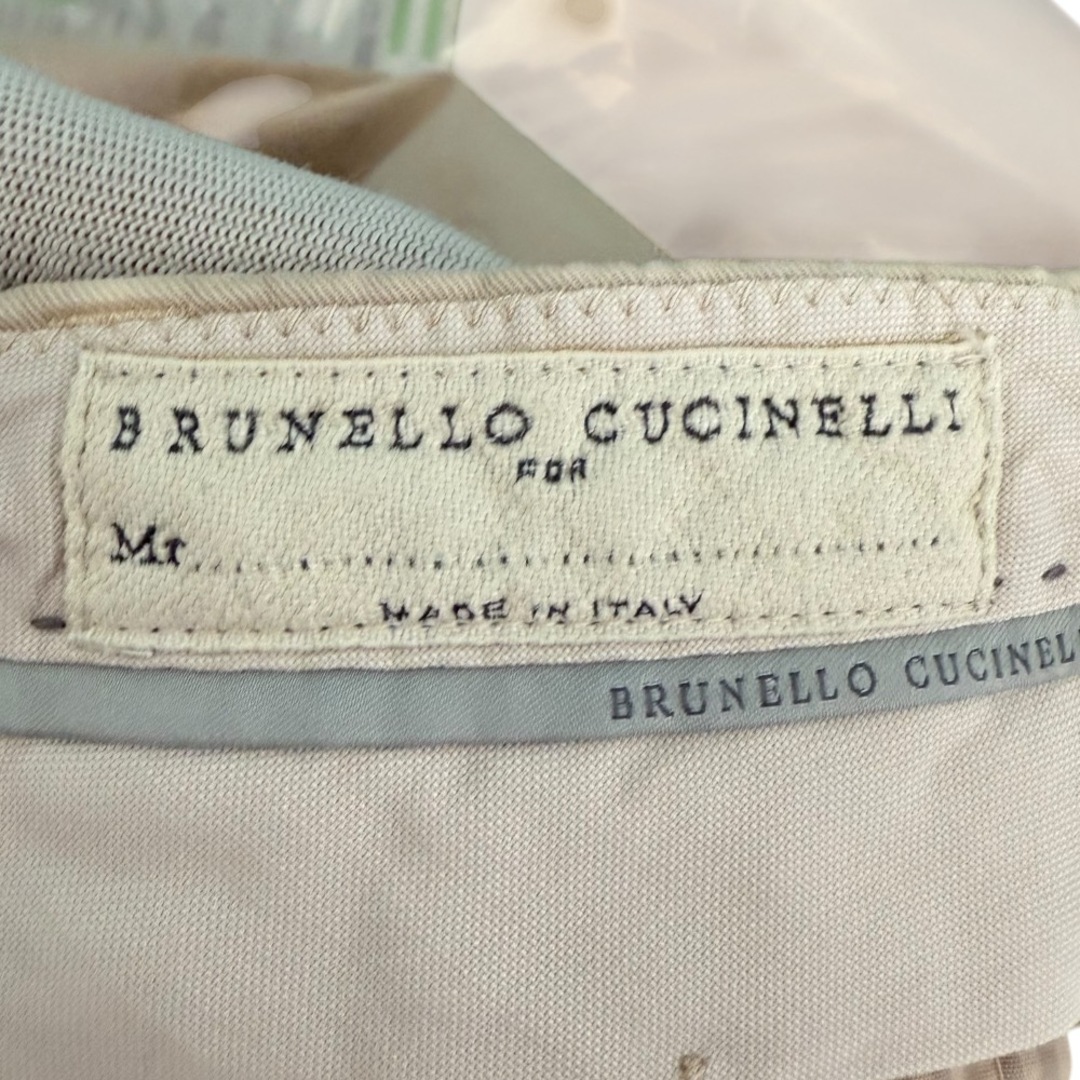 BRUNELLO CUCINELLI
FOR
Mr..............................
MADE IN ITALY
BRUNELLO CUCINEL